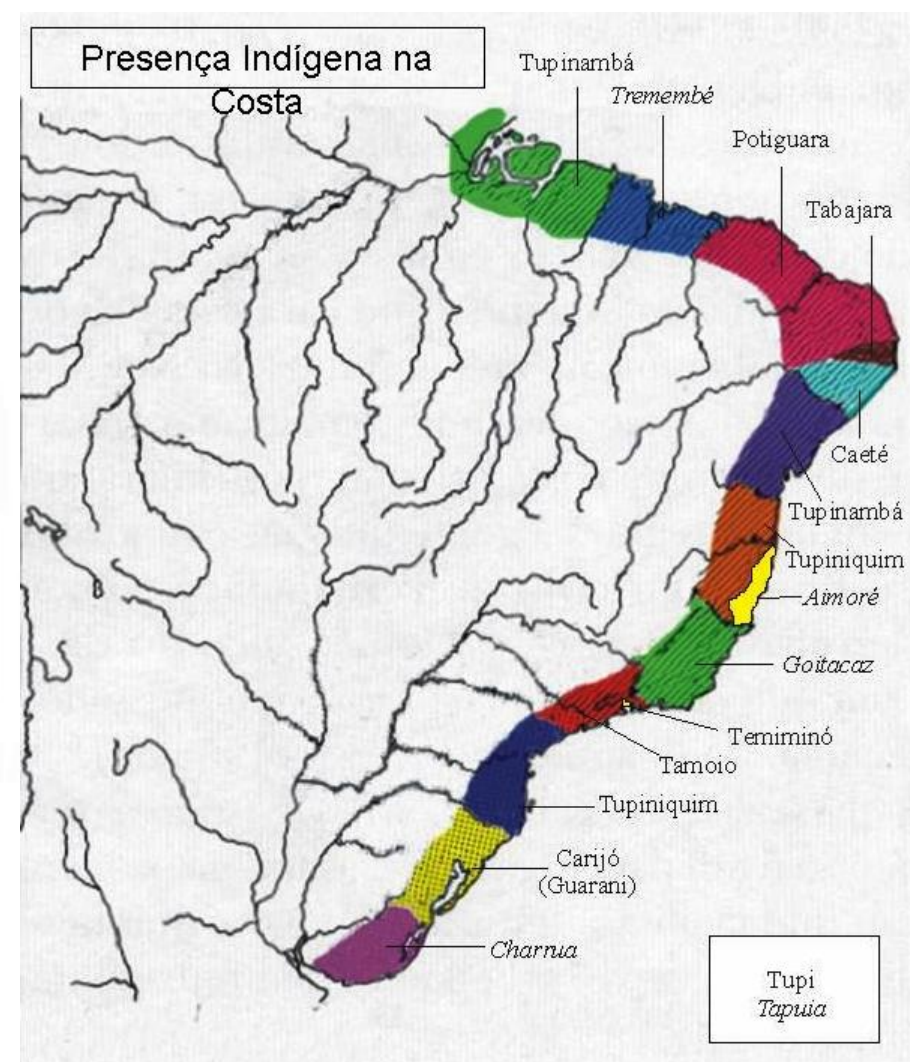 Presença Indígena na
Costa
Tupinambá
Tremembé
Potiguara
Tabajara
Caeté
Tupinambá
Tupiniquim
Aimoré
Goitacaz
Temiminó
Tamoio
Tupiniquim
Carijó
(Guarani)
Charrua
Tupi
Tapuia